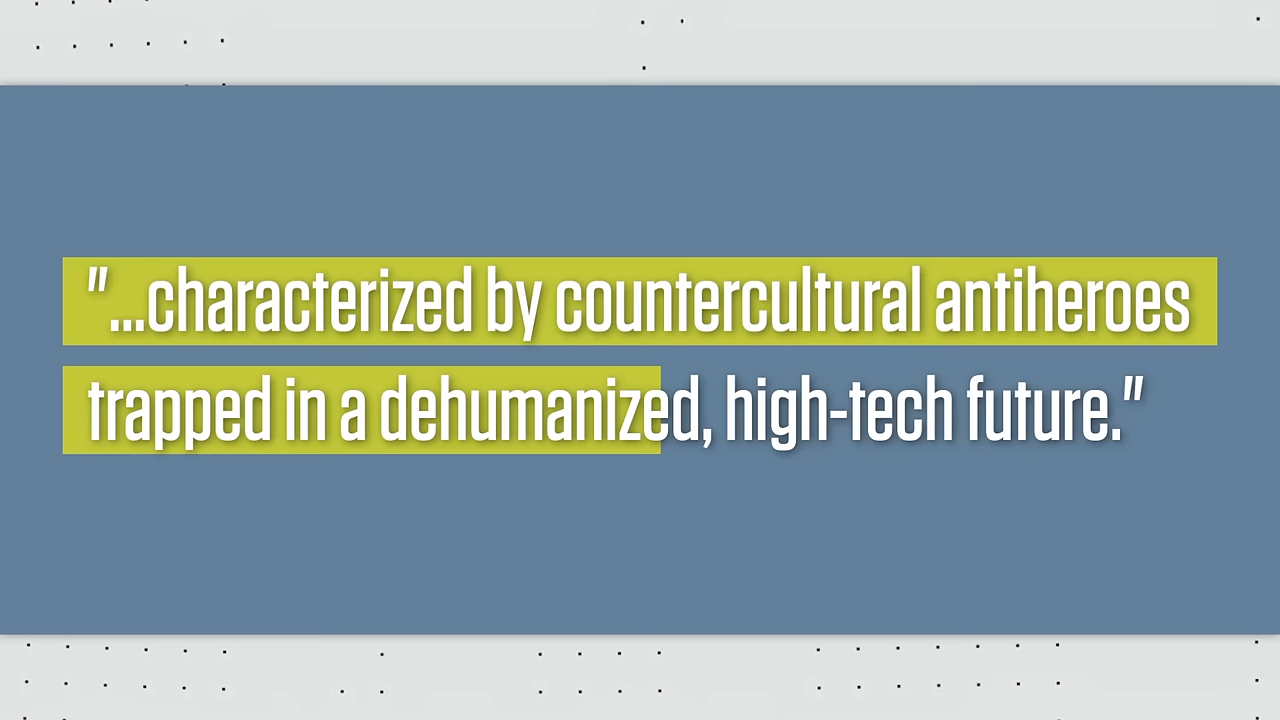 "...characterized by countercultural antiheroes
trapped in a dehumanized, high-tech future."